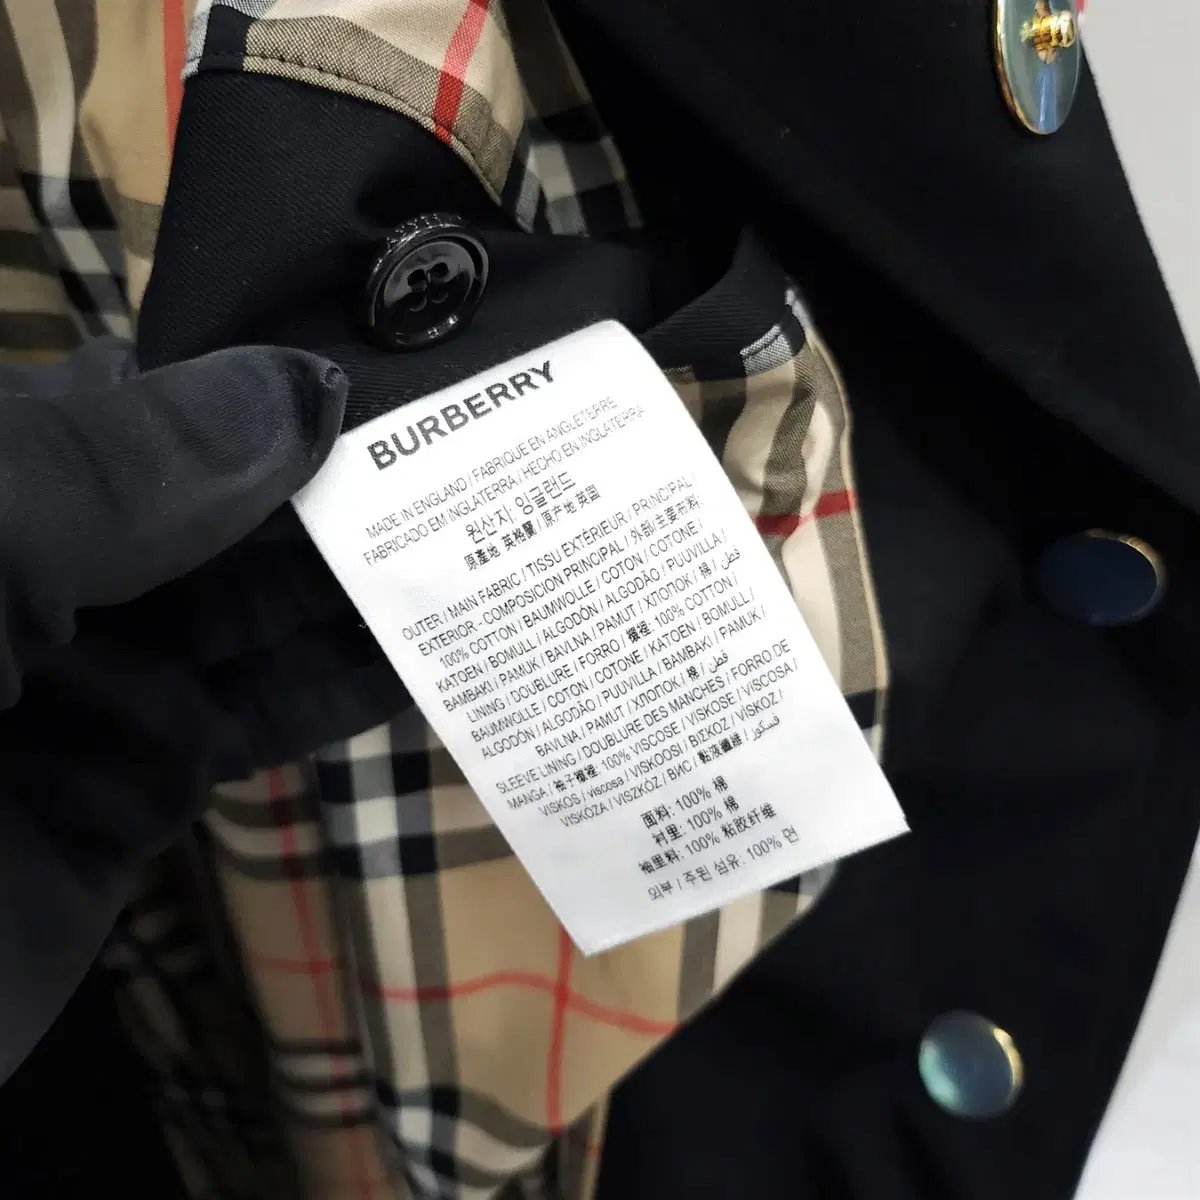 BURBERRY
MADE IN ENGLAND / FABRIQUE EN ANGLETERRE
FABRICADO EM INGLATERRA / HECHO EN INGLATERRA
원산지: 잉글랜드
原產地 英格蘭 / 原产地 英国
OUTER / MAIN FABRIC / TISSU EXTÉRIEUR / PRINCIPAL /
EXTERIOR - COMPOSICION PRINCIPAL / 外部/主要布料
100% COTTON / BAUMWOLLE / COTON / COTONE /
KATOEN / BOMULL / ALGODÓN / ALGODÃO / PUUVILLA /
BAMBAKI / PAMUK / BAVLNA / PAMUT / ХЛОПОК / 棉 / قطن
LINING / DOUBLURE / FORRO / 襯裡: 100% COTTON /
BAUMWOLLE / COTON / COTONE / KATOEN / BOMULL /
ALGODÓN / ALGODÃO / PUUVILLA / BAMBAKI / PAMUK /
BAVLNA / PAMUT / ХЛОПОК / 棉 / قطن
SLEEVE LINING / DOUBLURE DES MANCHES / FORRO DE
MANGA / 袖子襯裡: 100% VISCOSE / VISKOSE / VISCOSA /
VISKOS / viscosa / VISKOOSI / ΒΙΣΚΟΖ / VISKOZ /
VISKÓZA / VISZKÓZ / ВИС / 黏液纖維 / فسكوز
面料: 100% 棉
衬里: 100% 棉
袖里料: 100% 粘胶纤维
외부 / 주된 섬유: 100% 면